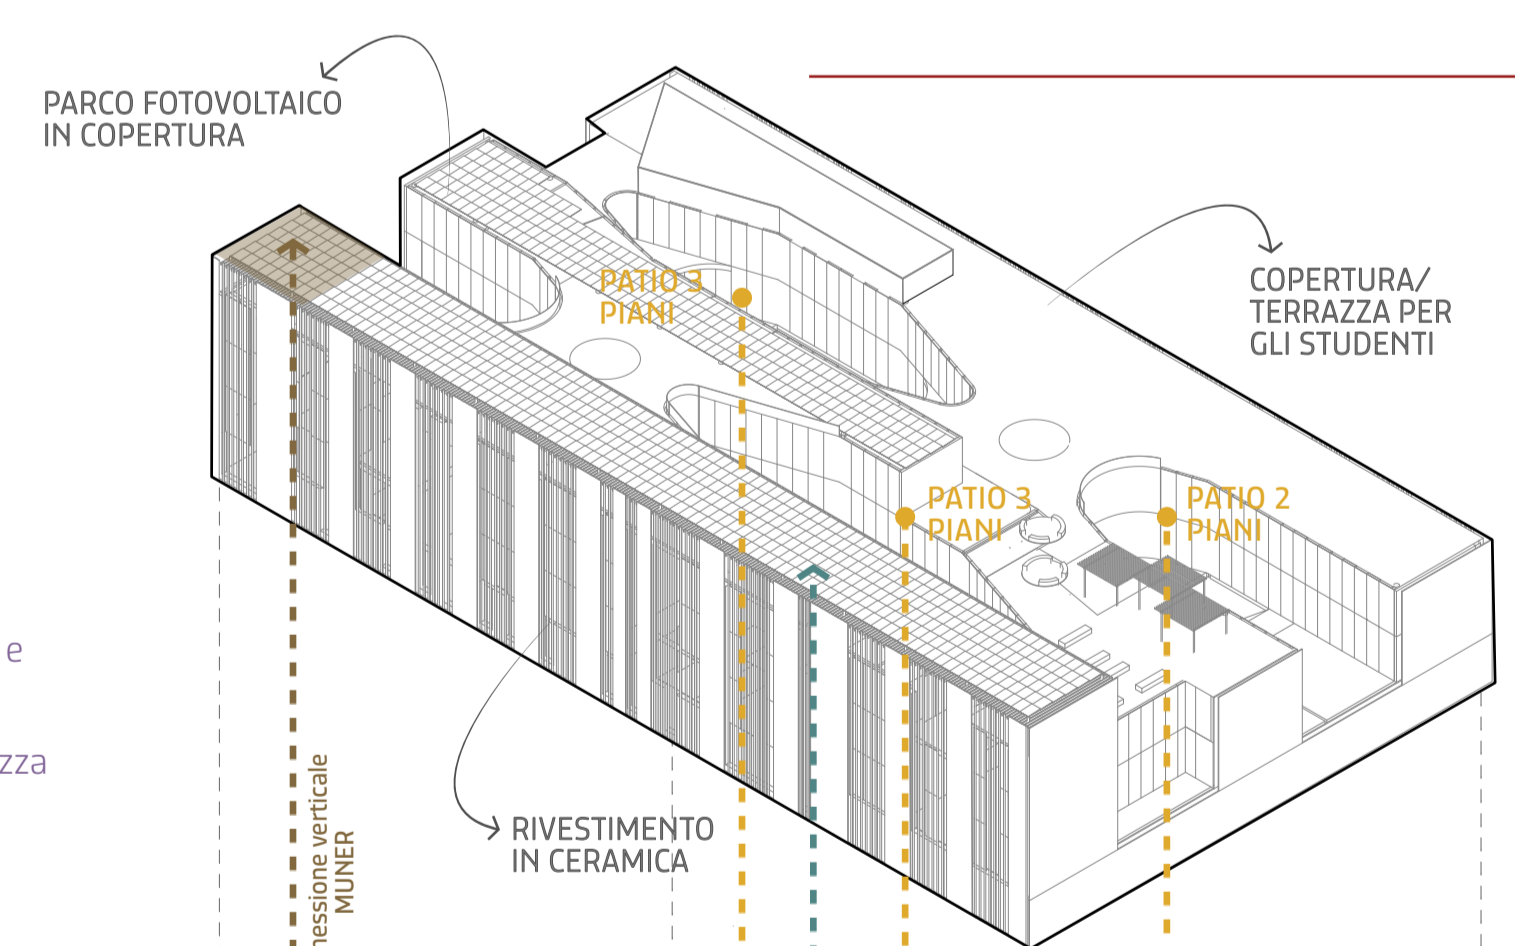 PARCO FOTOVOLTAICO
IN COPERTURA
COPERTURA/
TERRAZZA PER
GLI STUDENTI
PATIO 3
PIANI
PATIO 3
PIANI
PATIO 2
PIANI
e
zza
RIVESTIMENTO
IN CERAMICA
nessione verticale
MUNER